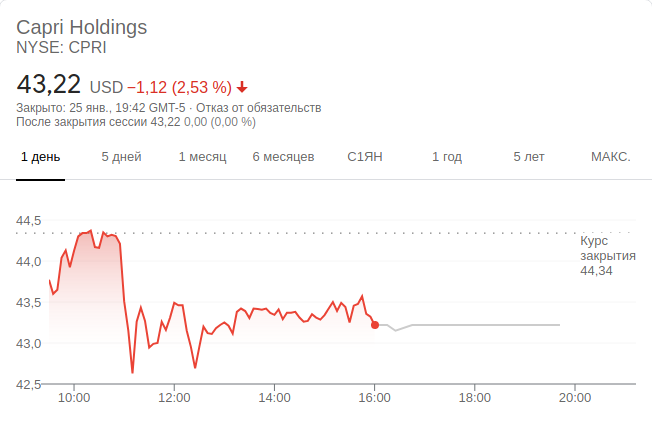 Capri Holdings
NYSE: CPRI
43,22 USD −1,12 (2,53 %)
Закрыто: 25 янв., 19:42 GMT-5 · Отказ от обязательств
После закрытия сессии 43,22 0,00 (0,00 %)
1 день 5 дней 1 месяц 6 месяцев С1ЯН 1 год 5 лет МАКС.
44,5
Курс
закрытия
44,34
44,0
43,5
43,0
42,5
10:00 12:00 14:00 16:00 18:00 20:00